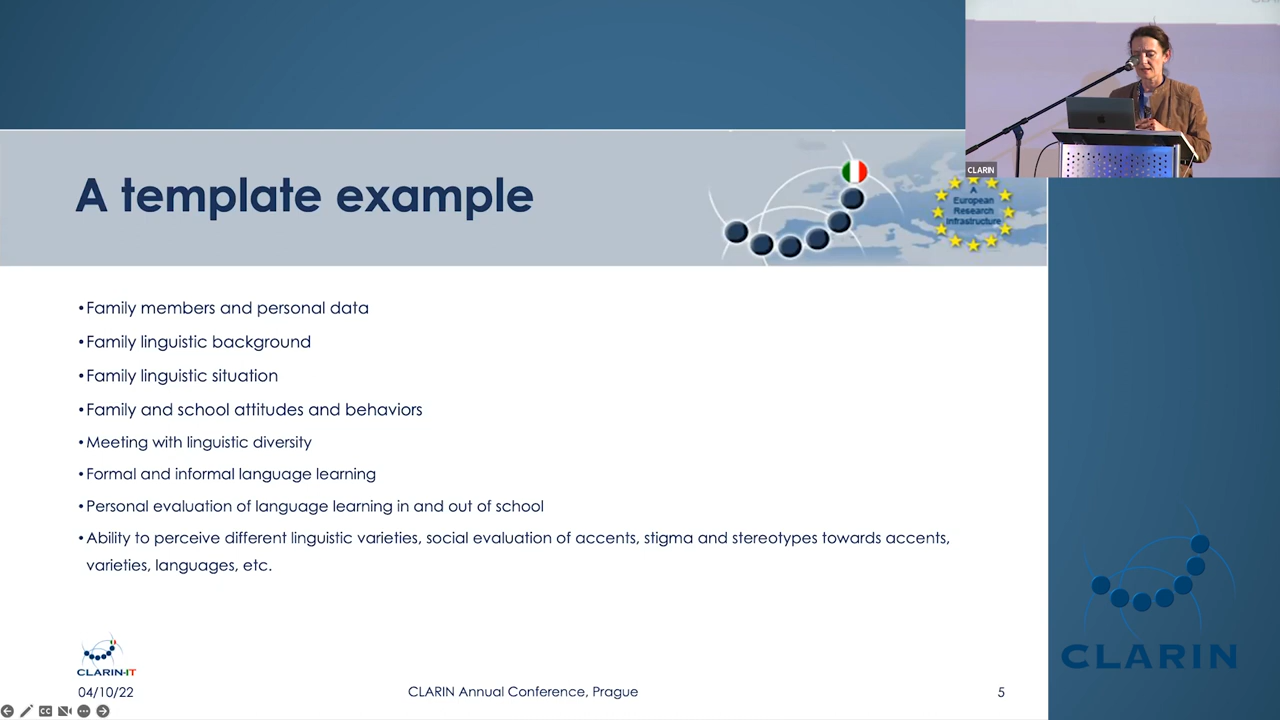 CLARIN
A template example
A
European
Research
Infrastructure
•Family members and personal data
•Family linguistic background
•Family linguistic situation
•Family and school attitudes and behaviors
•Meeting with linguistic diversity
•Formal and informal language learning
•Personal evaluation of language learning in and out of school
•Ability to perceive different linguistic varieties, social evaluation of accents, stigma and stereotypes towards accents,
varieties, languages, etc.
CLARIN
CLARIN-IT
04/10/22
CLARIN Annual Conference, Prague
5
CC